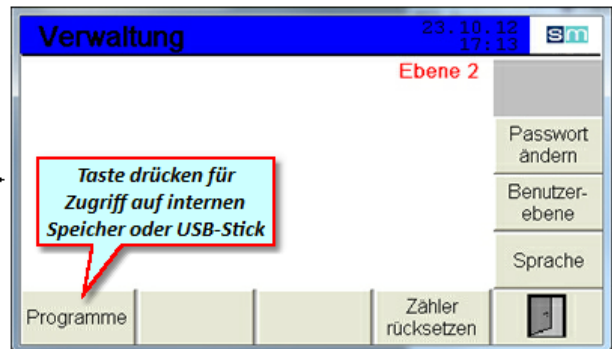 Verwaltung
23.10.12
17:13
sm
Ebene 2
Passwort
ändern
Benutzer-
ebene
Sprache
Taste drücken für
Zugriff auf internen
Speicher oder USB-Stick
Programme
Zähler
rücksetzen